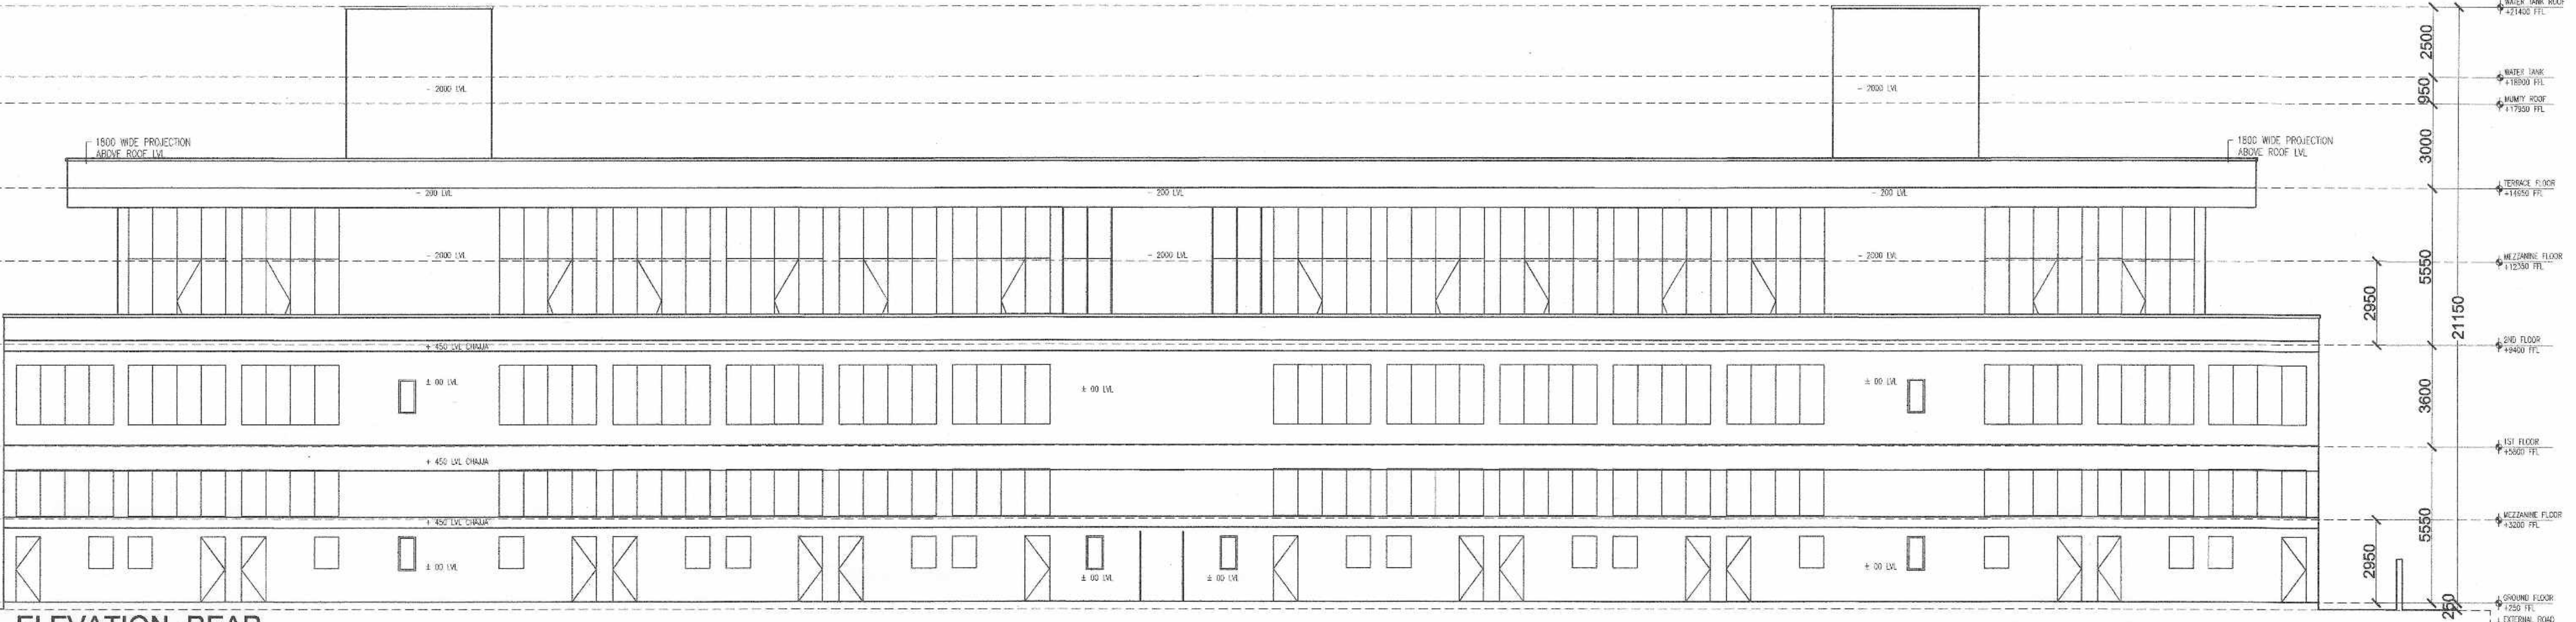 WATER TANK ROOF
+21400 FFL
2500
WATER TANK
+18900 FFL
- 2000 LVL
- 2000 LVL
950
MUMTY ROOF
+17950 FFL
1800 WIDE PROJECTION
ABOVE ROOF LVL
1800 WIDE PROJECTION
ABOVE ROOF LVL
3000
TERRACE FLOOR
+14950 FFL
- 200 LVL
- 200 LVL
- 200 LVL
- 2000 LVL
- 2000 LVL
- 2000 LVL
5550
MEZZANINE FLOOR
+12350 FFL
2950
21150
+ 450 LVL CHAJJA
2ND FLOOR
+9400 FFL
± 00 LVL
± 00 LVL
± 00 LVL
3600
1ST FLOOR
+5800 FFL
+ 450 LVL CHAJJA
+ 450 LVL CHAJJA
5550
MEZZANINE FLOOR
+3200 FFL
2950
± 00 LVL
± 00 LVL
± 00 LVL
± 00 LVL
250
GROUND FLOOR
+250 FFL
EXTERNAL ROAD
ELEVATION REAR